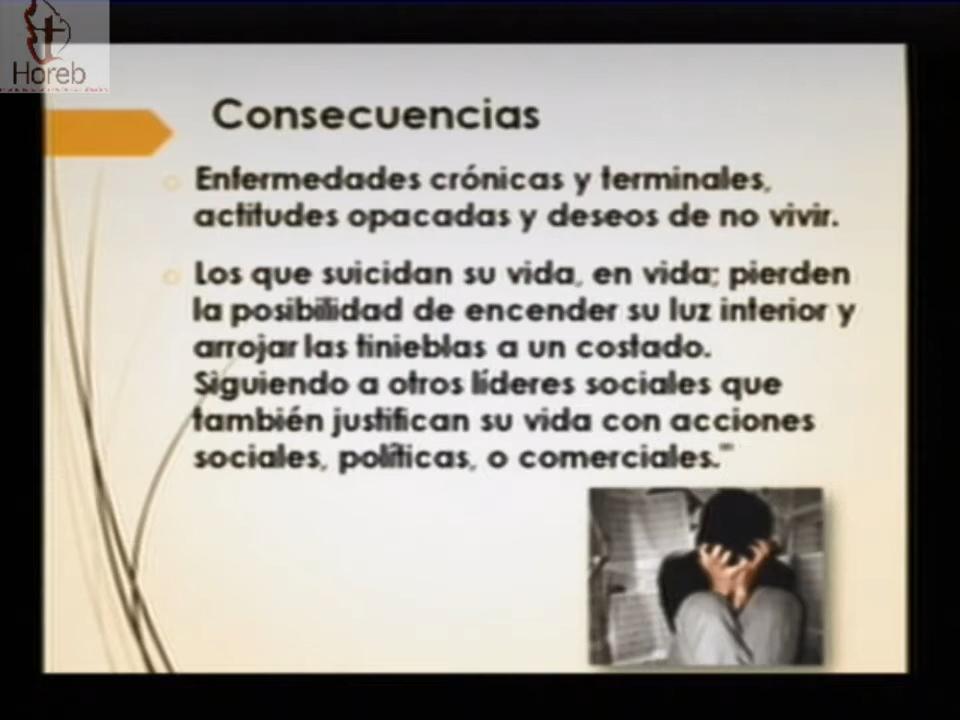 Horeb
Consecuencias
Enfermedades crónicas y terminales,
actitudes opacadas y deseos de no vivir.
Los que suicidan su vida, en vida; pierden
la posibilidad de encender su luz interior y
arrojar las tinieblas a un costado.
Siguiendo a otros líderes sociales que
también justifican su vida con acciones
sociales, políticas, o comerciales.”